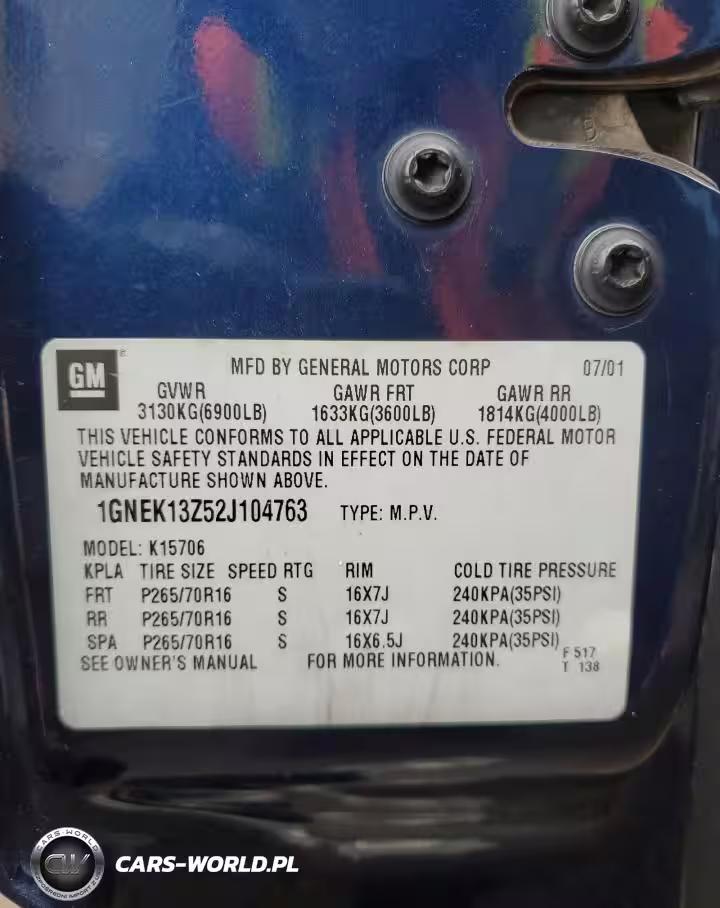 GM
MFD BY GENERAL MOTORS CORP 07/01
GVWR GAWR FRT GAWR RR
3130KG(6900LB) 1633KG(3600LB) 1814KG(4000LB)
THIS VEHICLE CONFORMS TO ALL APPLICABLE U.S. FEDERAL MOTOR
VEHICLE SAFETY STANDARDS IN EFFECT ON THE DATE OF
MANUFACTURE SHOWN ABOVE.
1GNEK13Z52J104763 TYPE: M.P.V.
MODEL: K15706
KPLA TIRE SIZE SPEED RTG RIM COLD TIRE PRESSURE
FRT P265/70R16 S 16X7J 240KPA(35PSI)
RR P265/70R16 S 16X7J 240KPA(35PSI)
SPA P265/70R16 S 16X6.5J 240KPA(35PSI)
SEE OWNER'S MANUAL FOR MORE INFORMATION.
F 517
T 138
CARS-WORLD
CW
CARS-WORLD.PL